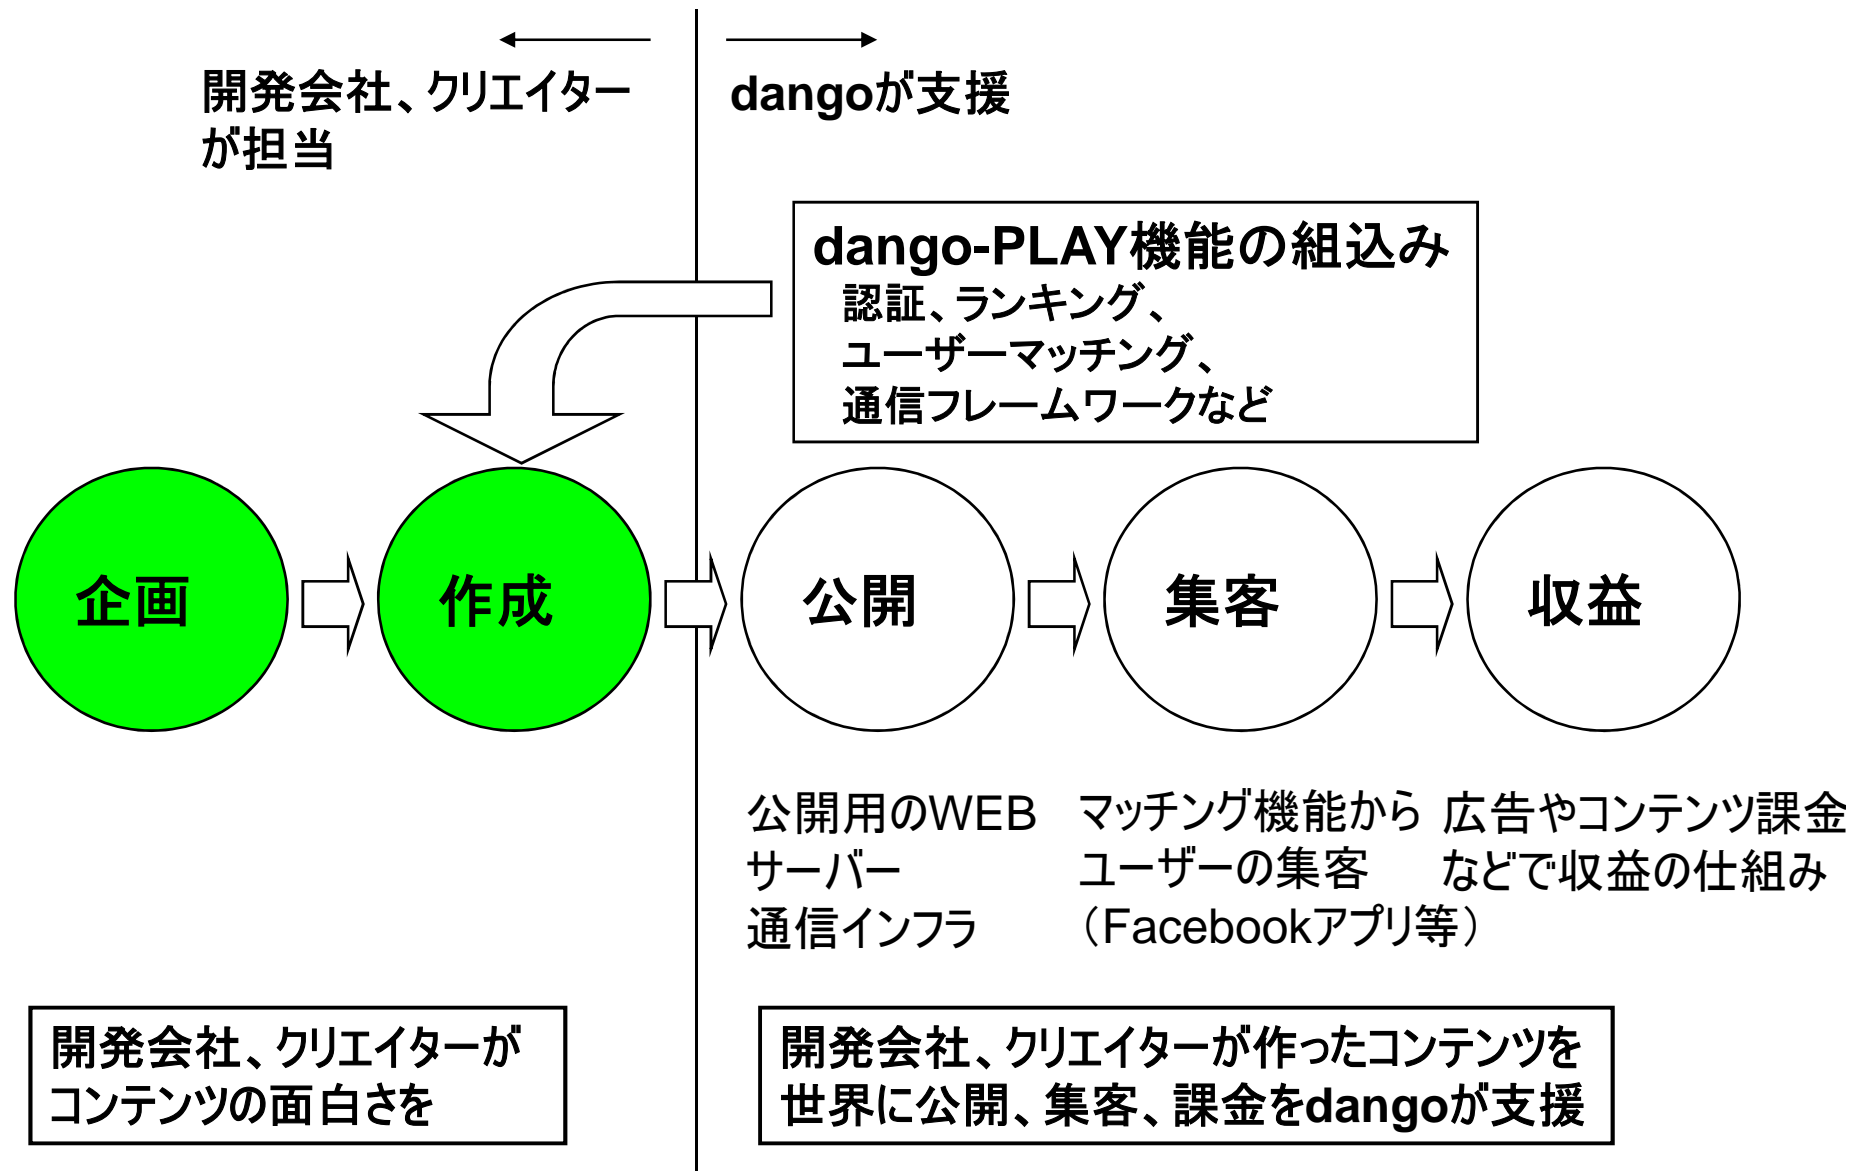 開発会社、クリエイター
が担当
dangoが支援
dango-PLAY機能の組込み
認証、ランキング、
ユーザーマッチング、
通信フレームワークなど
企画
作成
公開
集客
収益
公開用のWEB
サーバー
通信インフラ
マッチング機能から
ユーザーの集客
（Facebookアプリ等）
広告やコンテンツ課金
などで収益の仕組み
開発会社、クリエイターが
コンテンツの面白さを
開発会社、クリエイターが作ったコンテンツを
世界に公開、集客、課金をdangoが支援